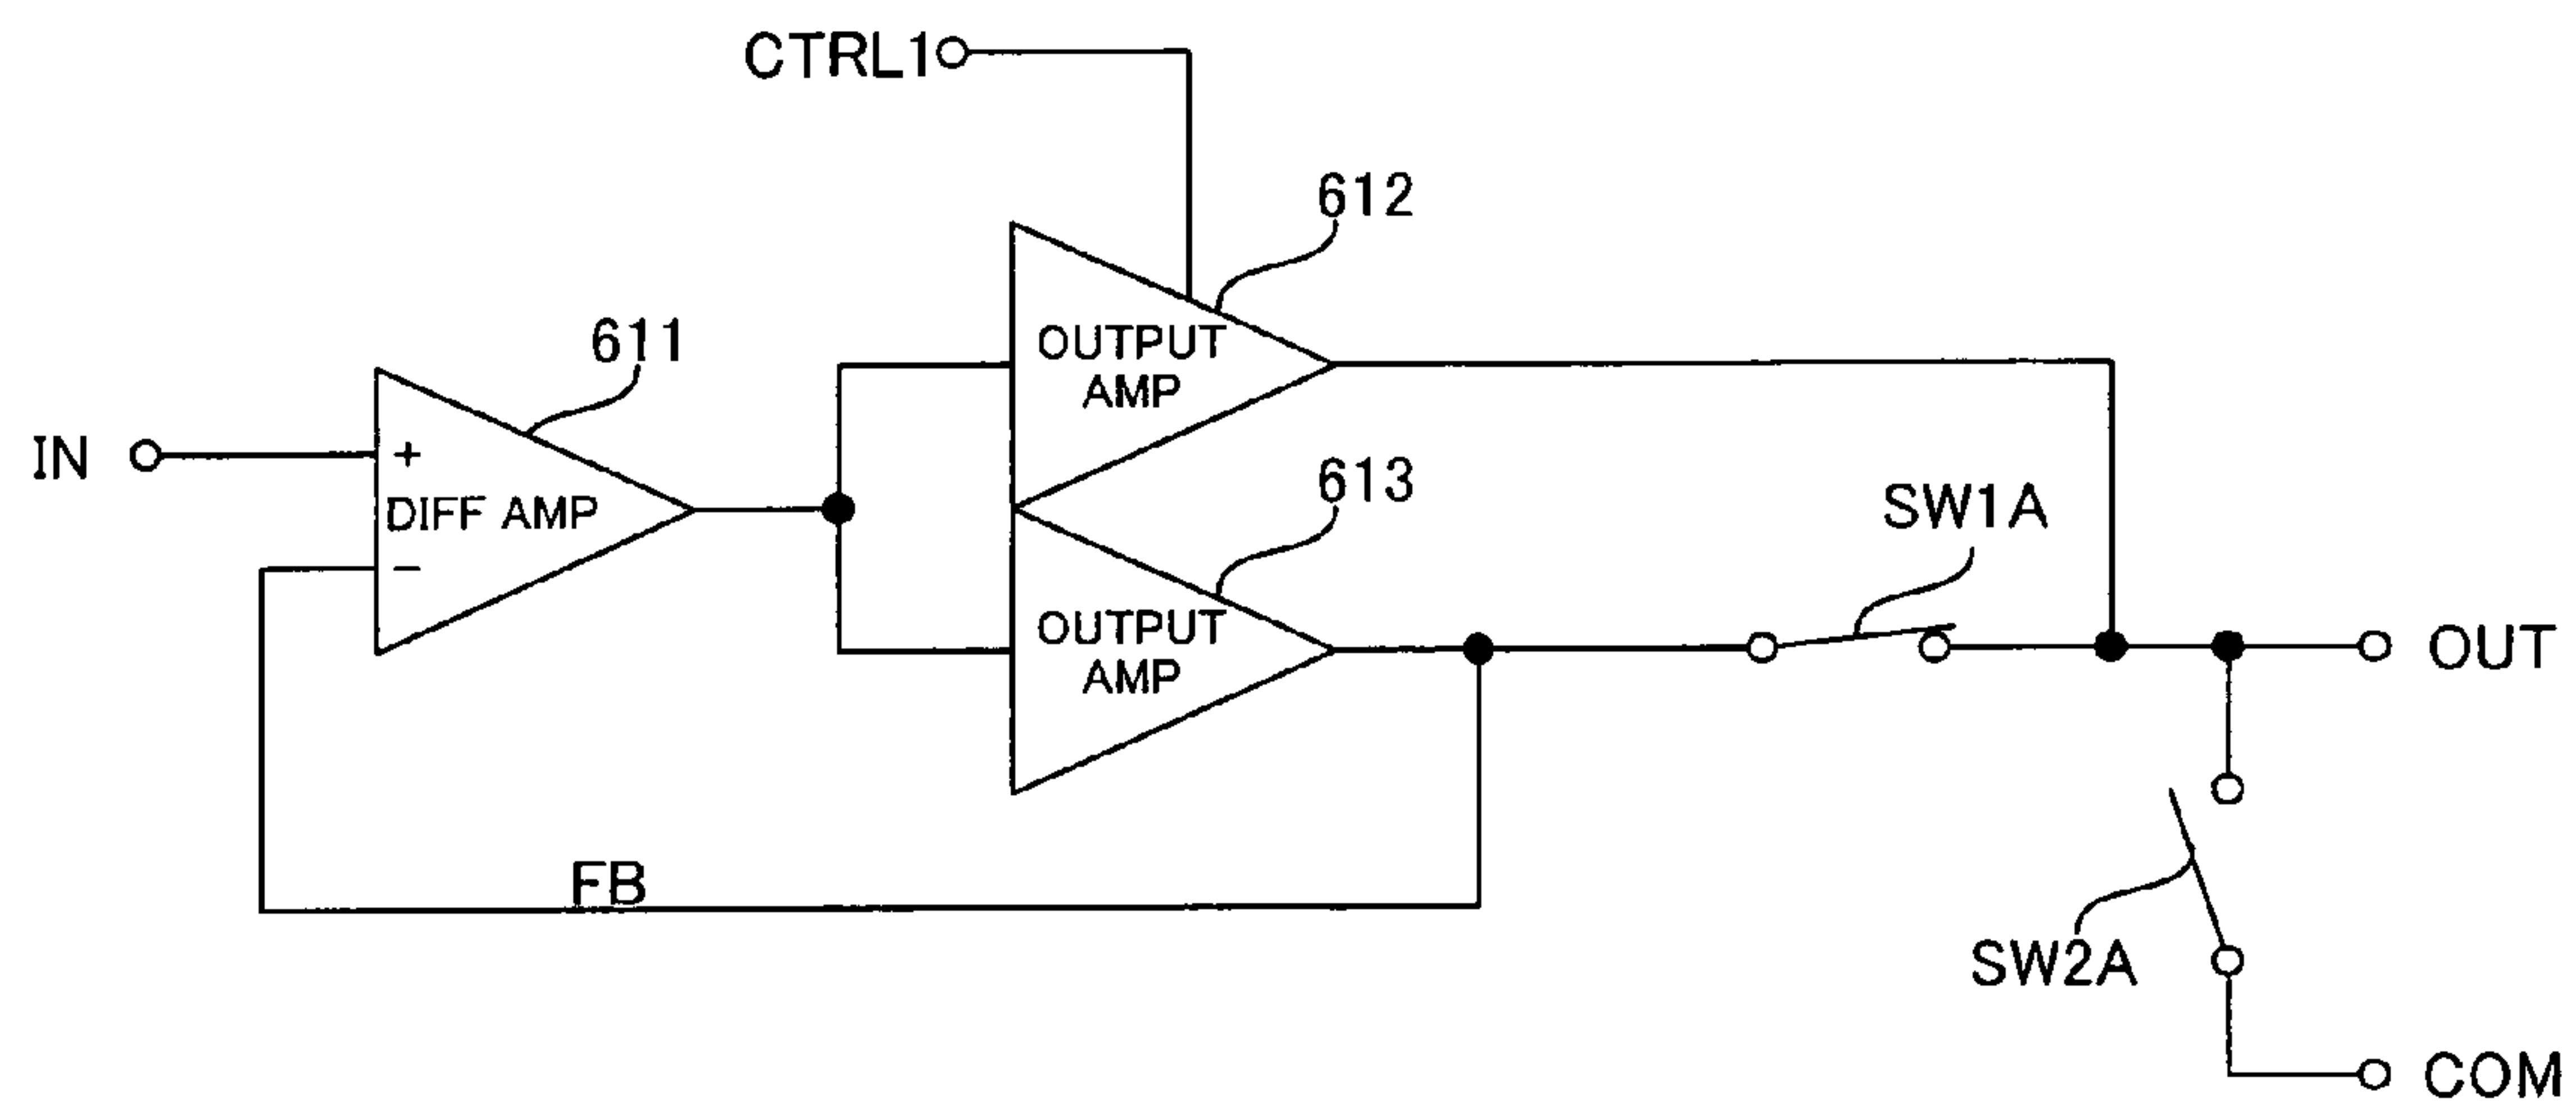 CTRL1
612
OUTPUT
AMP
611
IN
+
DIFF AMP
−
613
OUTPUT
AMP
SW1A
OUT
FB
SW2A
COM